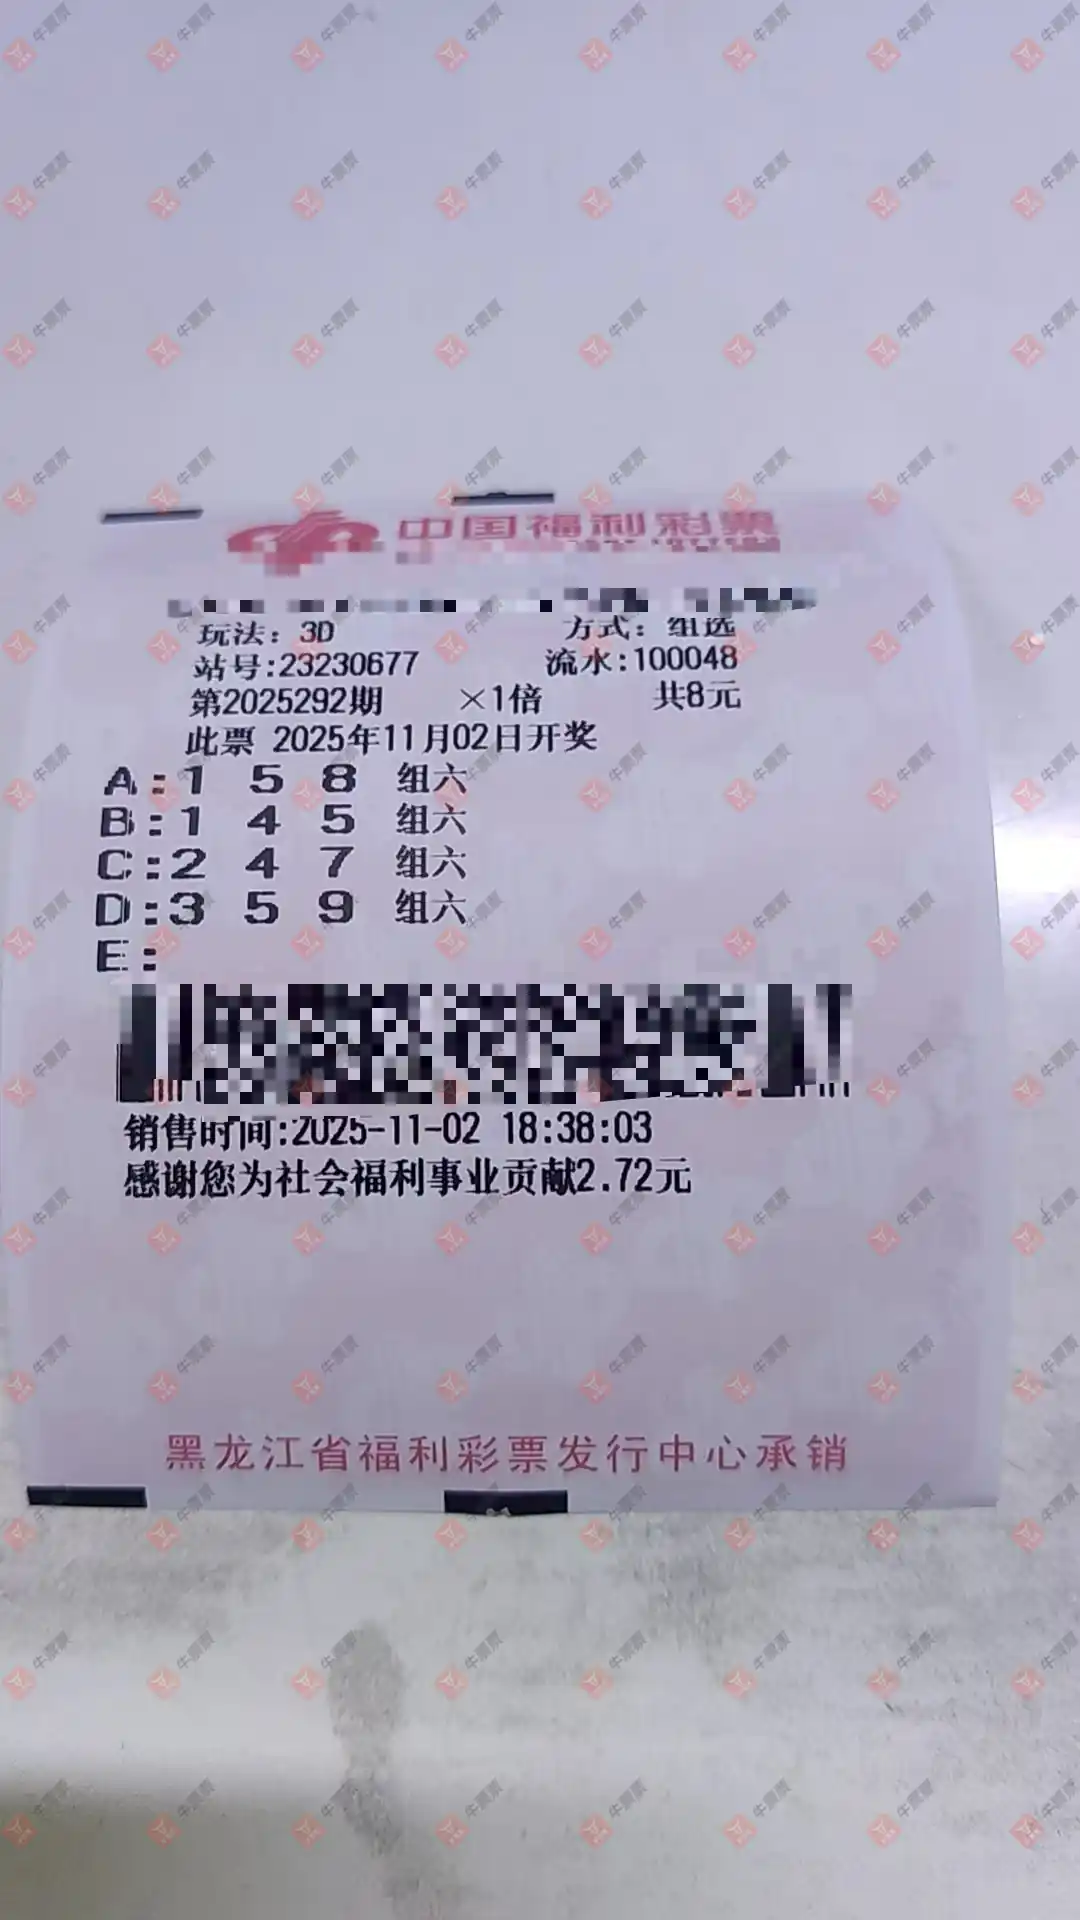 中国福利彩票
玩法：3D 方式：组选
站号:23230677 流水:100048
第2025292期 ×1倍 共8元
此票 2025年11月02日开奖
A:1 5 8 组六
B:1 4 5 组六
C:2 4 7 组六
D:3 5 9 组六
E:
销售时间:2025-11-02 18:38:03
感谢您为社会福利事业贡献2.72元
黑龙江省福利彩票发行中心承销
牛票票